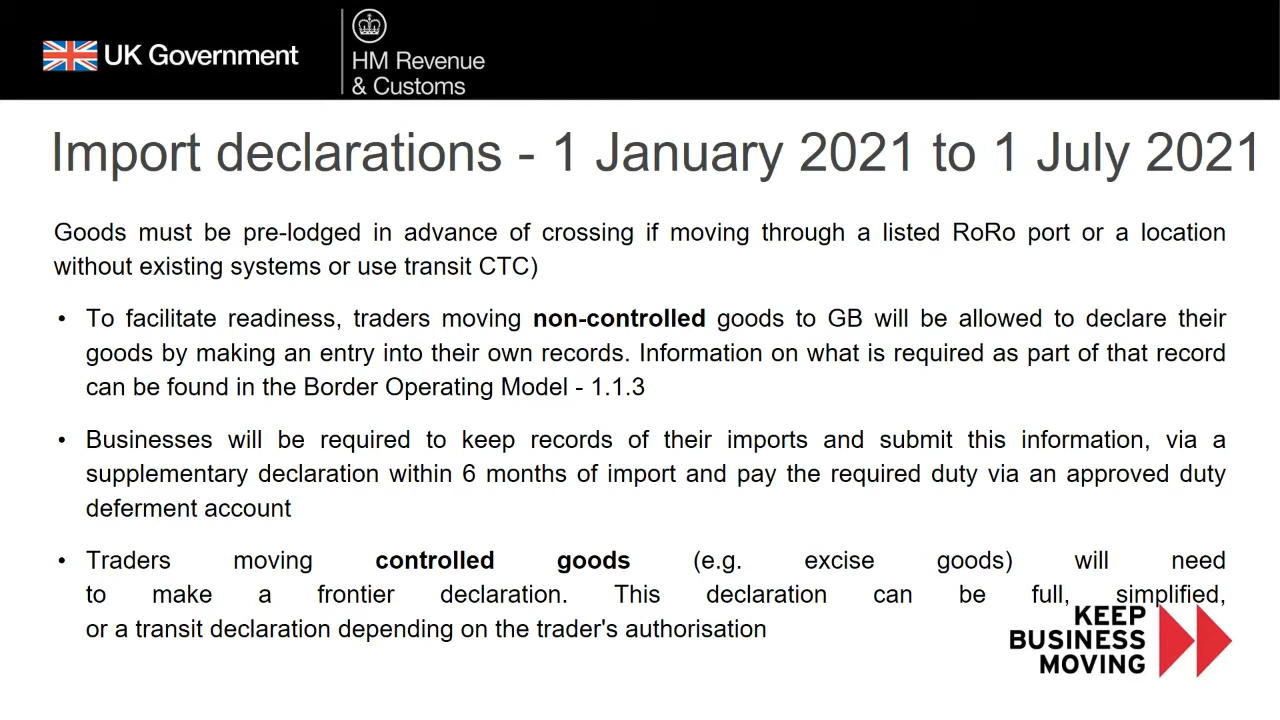 UK Government
HM Revenue
& Customs
Import declarations - 1 January 2021 to 1 July 2021
Goods must be pre-lodged in advance of crossing if moving through a listed RoRo port or a location
without existing systems or use transit CTC)
• To facilitate readiness, traders moving non-controlled goods to GB will be allowed to declare their
goods by making an entry into their own records. Information on what is required as part of that record
can be found in the Border Operating Model - 1.1.3
• Businesses will be required to keep records of their imports and submit this information, via a
supplementary declaration within 6 months of import and pay the required duty via an approved duty
deferment account
• Traders moving controlled goods (e.g. excise goods) will need
to make a frontier declaration. This declaration can be full, simplified,
or a transit declaration depending on the trader's authorisation
KEEP
BUSINESS
MOVING